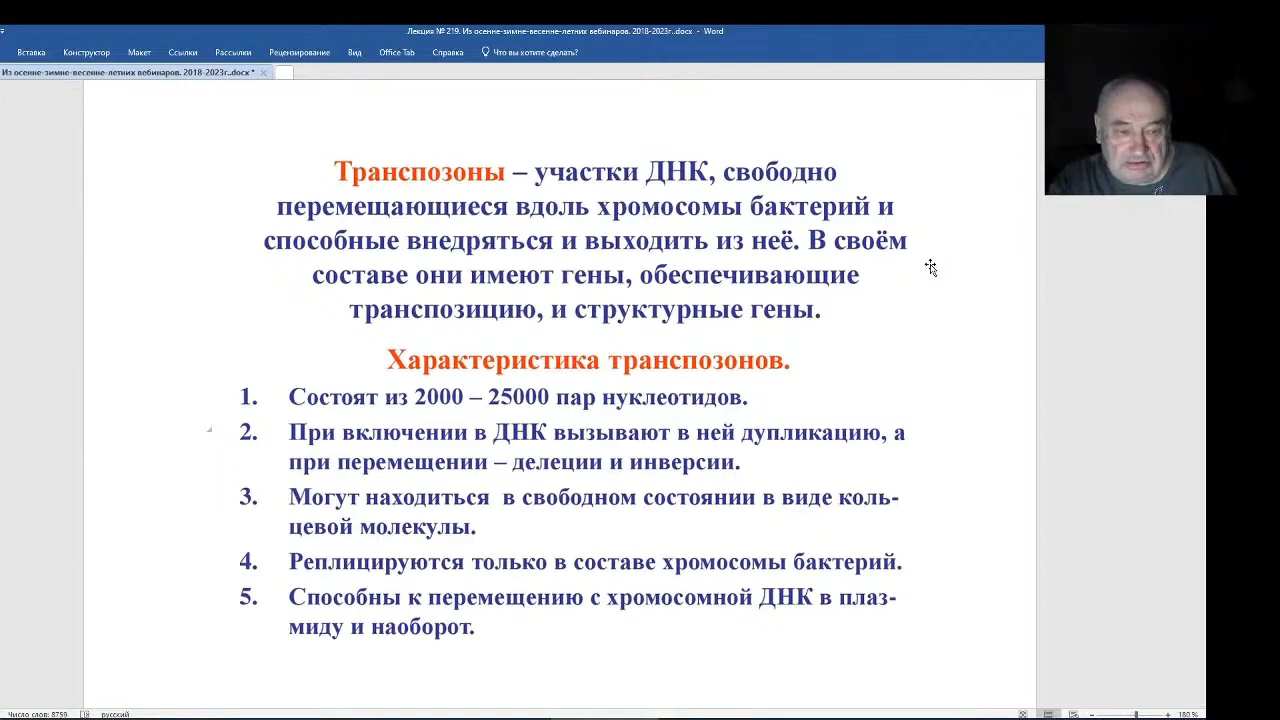 Лекция № 219. Из осенне-зимне-весенне-летних вебинаров. 2018-2023г..docx - Word
Вставка Конструктор Макет Ссылки Рассылки Рецензирование Вид Office Tab Справка Что вы хотите сделать?
Из осенне-зимне-весенне-летних вебинаров. 2018-2023г..docx *
Транспозоны – участки ДНК, свободно
перемещающиеся вдоль хромосомы бактерий и
способные внедряться и выходить из неё. В своём
составе они имеют гены, обеспечивающие
транспозицию, и структурные гены.
Характеристика транспозонов.
1. Состоят из 2000 – 25000 пар нуклеотидов.
2. При включении в ДНК вызывают в ней дупликацию, а
при перемещении – делеции и инверсии.
3. Могут находиться в свободном состоянии в виде коль-
цевой молекулы.
4. Реплицируются только в составе хромосомы бактерий.
5. Способны к перемещению с хромосомной ДНК в плаз-
миду и наоборот.
Число слов: 8759 русский 180 %